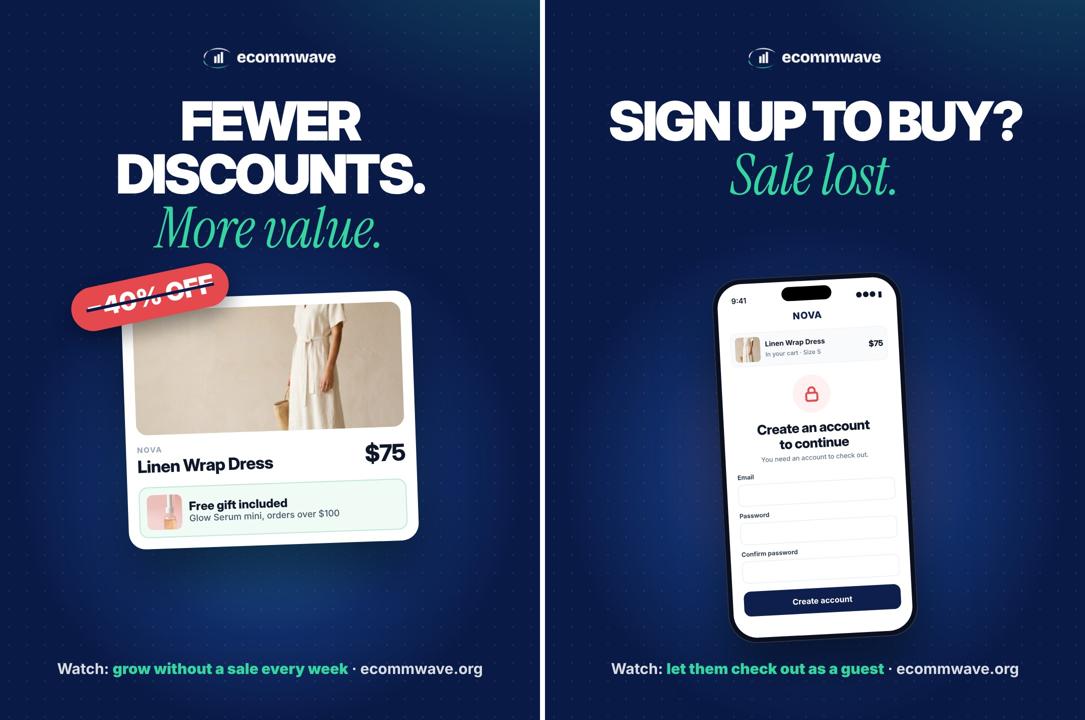 ecommwave
FEWER
DISCOUNTS.
More value.
-40% OFF
NOVA
Linen Wrap Dress
$75
Free gift included
Glow Serum mini, orders over $100
Watch: grow without a sale every week · ecommwave.org
ecommwave
SIGN UP TO BUY?
Sale lost.
9:41
NOVA
Linen Wrap Dress
In your cart · Size S
$75
Create an account
to continue
You need an account to check out.
Email
Password
Confirm password
Create account
Watch: let them check out as a guest · ecommwave.org